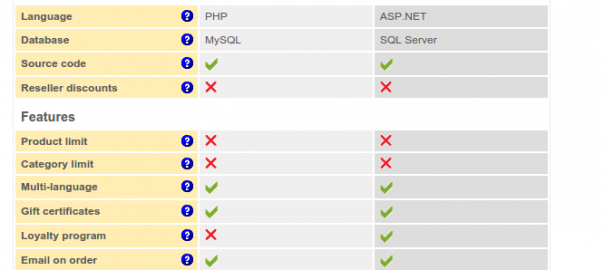 Language ? PHP ASP.NET
Database ? MySQL SQL Server
Source code ?
Reseller discounts ?
Features
Product limit ?
Category limit ?
Multi-language ?
Gift certificates ?
Loyalty program ?
Email on order ?